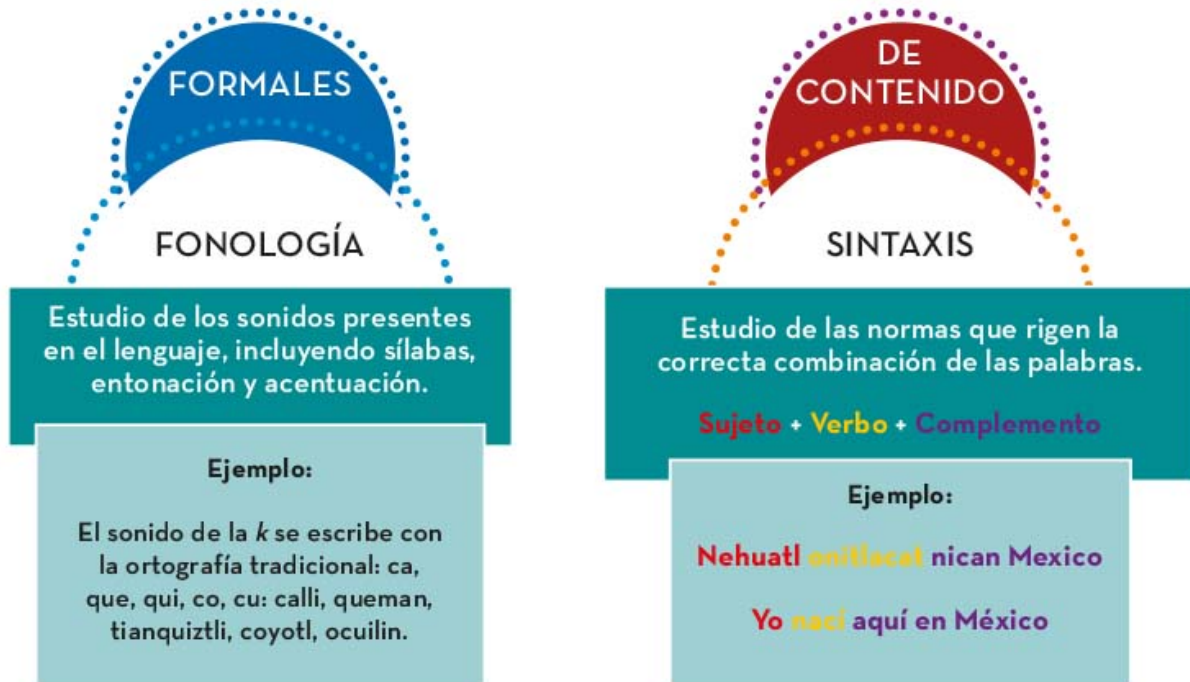 FORMALES
FONOLOGÍA
Estudio de los sonidos presentes
en el lenguaje, incluyendo sílabas,
entonación y acentuación.
Ejemplo:
El sonido de la k se escribe con
la ortografía tradicional: ca,
que, qui, co, cu: calli, queman,
tianquiztli, coyotl, ocuilin.
DE
CONTENIDO
SINTAXIS
Estudio de las normas que rigen la
correcta combinación de las palabras.
Sujeto + Verbo + Complemento
Ejemplo:
Nehuatl onitlacat nican Mexico
Yo nací aquí en México